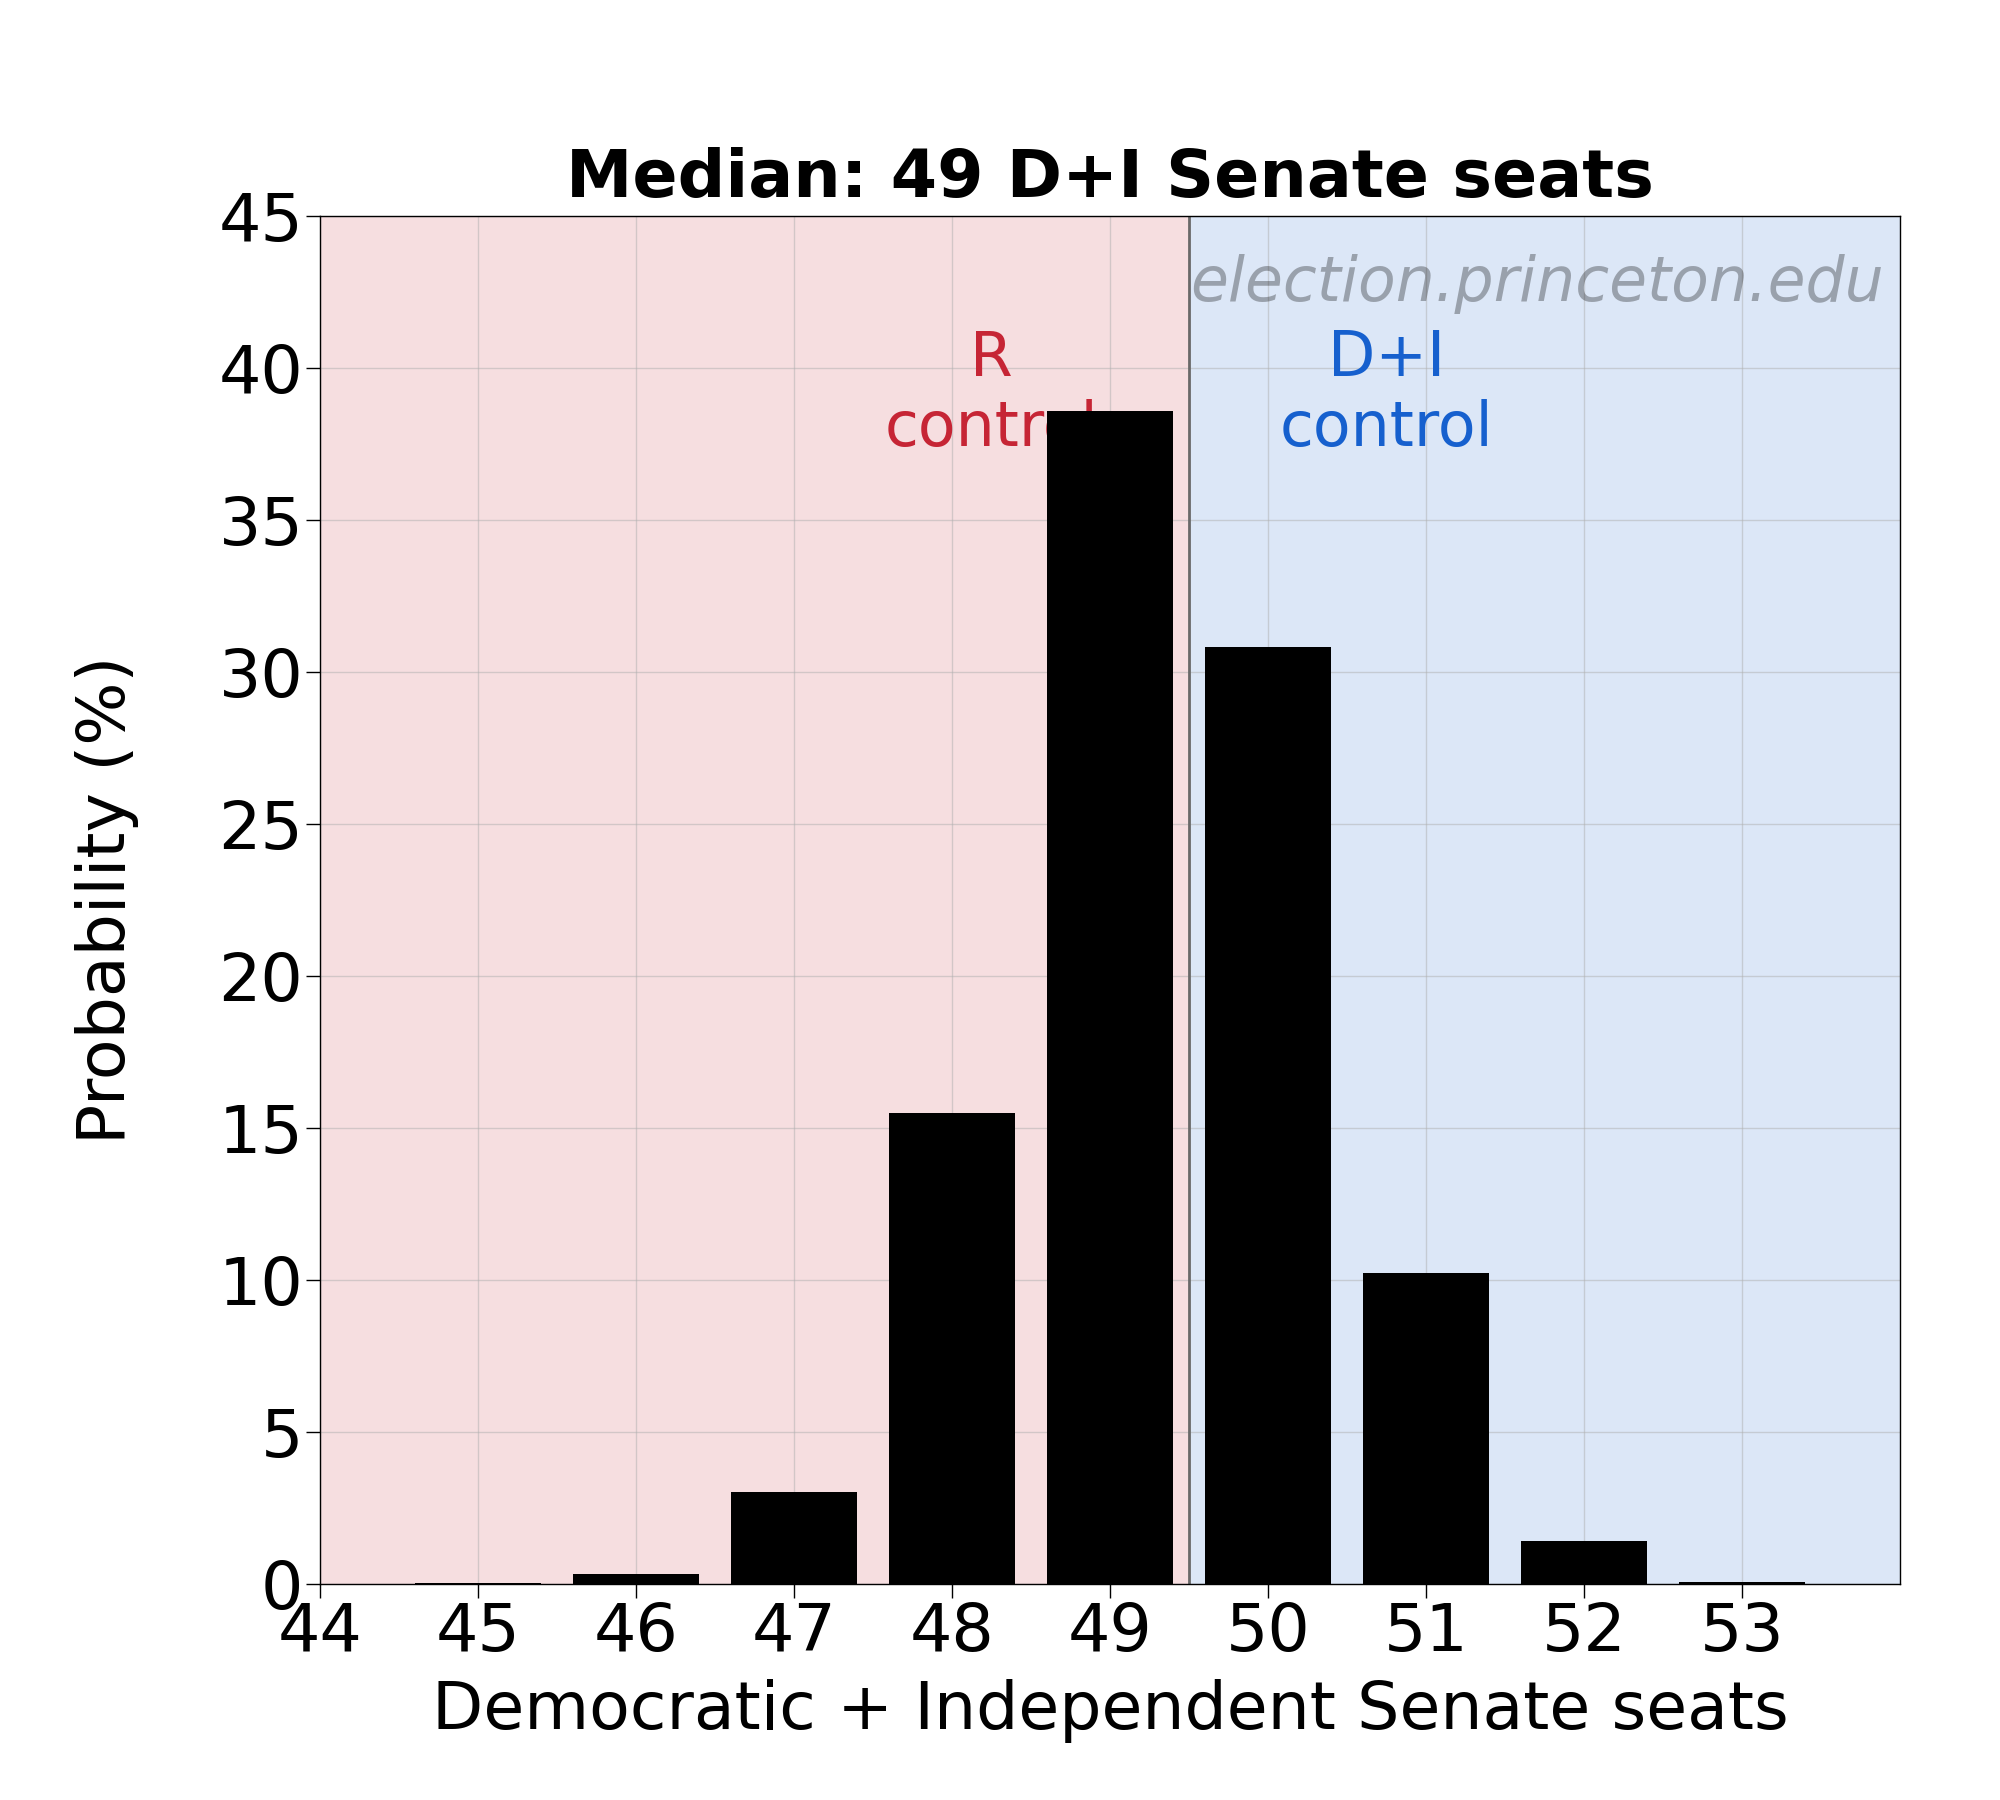 Median: 49 D+I Senate seats
election.princeton.edu
R
contr
D+I
control
Probability (%)
45
40
35
30
25
20
15
10
5
0
44 45 46 47 48 49 50 51 52 53
Democratic + Independent Senate seats